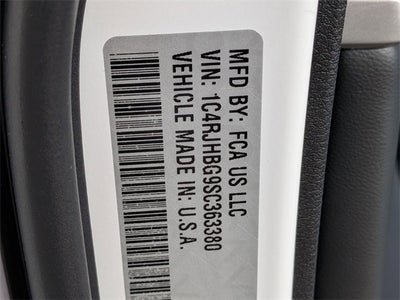 MFD BY: FCA US LLC
VIN: 1C4RJHBG9SC363380
VEHICLE MADE IN: U.S.A.